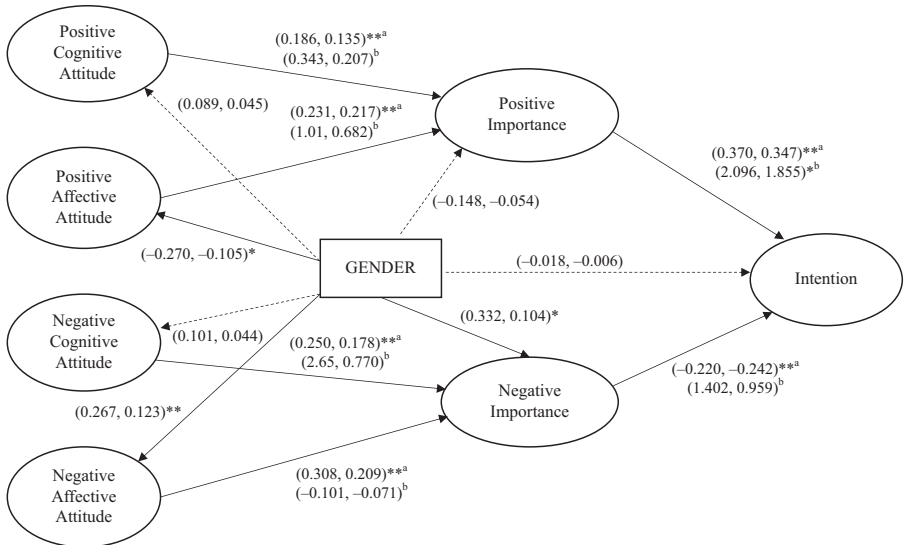 Positive
Cognitive
Attitude
(0.186, 0.135)**a
(0.343, 0.207)b
(0.089, 0.045)
(0.231, 0.217)**a
(1.01, 0.682)b
Positive
Importance
Positive
Affective
Attitude
(0.370, 0.347)**a
(2.096, 1.855)*b
(–0.148, –0.054)
(–0.270, –0.105)*
GENDER
(–0.018, –0.006)
Intention
Negative
Cognitive
Attitude
(0.101, 0.044)
(0.332, 0.104)*
(0.250, 0.178)**a
(2.65, 0.770)b
(–0.220, –0.242)**a
(1.402, 0.959)b
Negative
Importance
(0.267, 0.123)**
Negative
Affective
Attitude
(0.308, 0.209)**a
(–0.101, –0.071)b